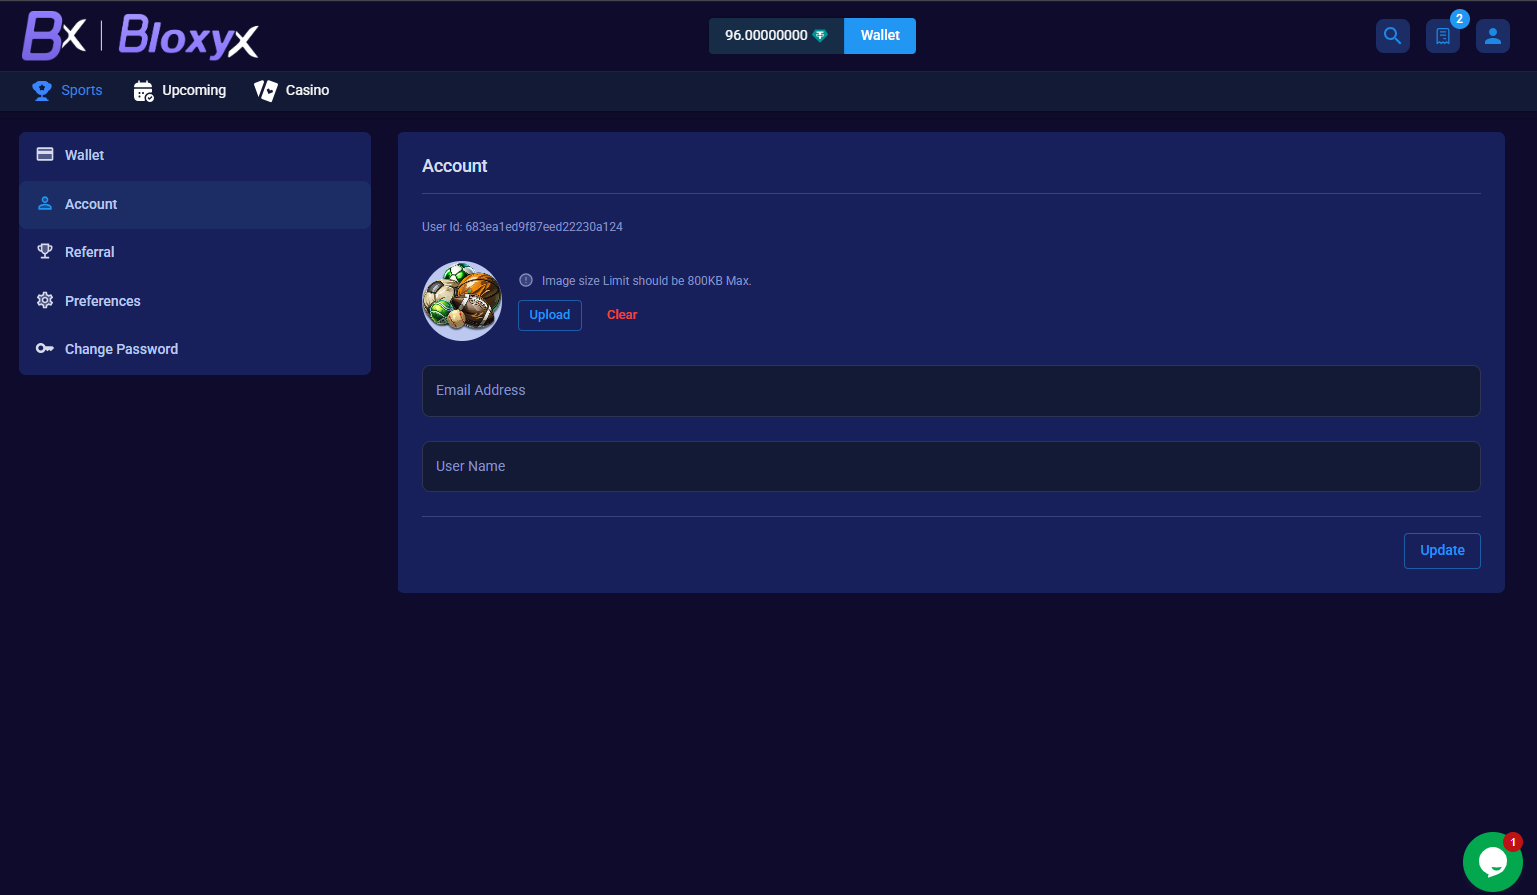 Bx | Bloxyx
96.00000000 Wallet
2
Sports Upcoming Casino
Wallet
Account
Referral
Preferences
Change Password
Account
User Id: 683ea1ed9f87eed22230a124
Image size Limit should be 800KB Max.
Upload Clear
Email Address
User Name
Update
1